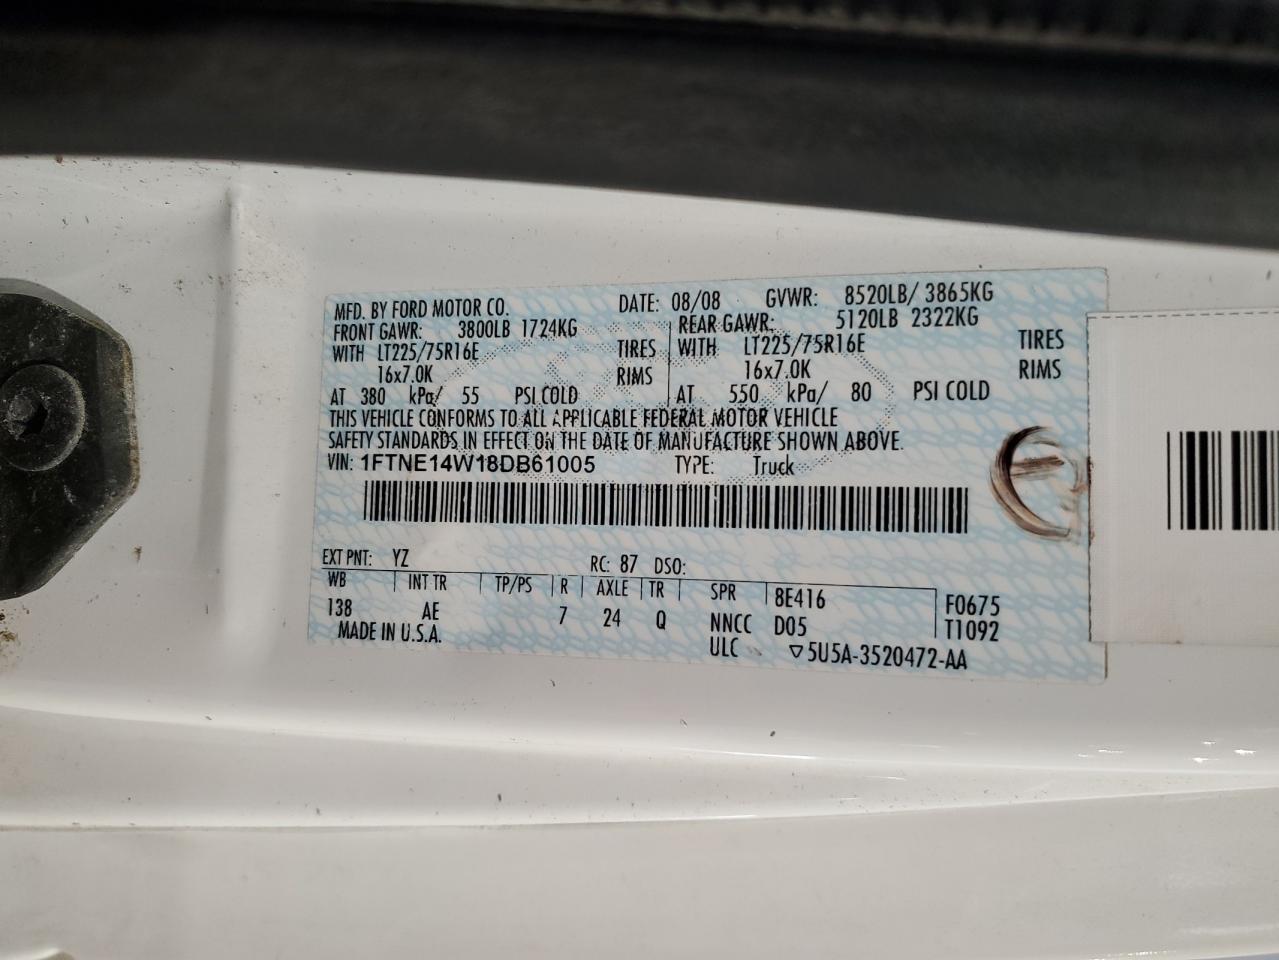 MFD. BY FORD MOTOR CO. DATE: 08/08 GVWR: 8520LB/ 3865KG
FRONT GAWR: 3800LB 1724KG REAR GAWR: 5120LB 2322KG
WITH LT225/75R16E TIRES WITH LT225/75R16E TIRES
16x7.0K RIMS 16x7.0K RIMS
AT 380 kPa/ 55 PSI COLD AT 550 kPa/ 80 PSI COLD
THIS VEHICLE CONFORMS TO ALL APPLICABLE FEDERAL MOTOR VEHICLE
SAFETY STANDARDS IN EFFECT ON THE DATE OF MANUFACTURE SHOWN ABOVE.
VIN: 1FTNE14W18DB61005 TYPE: Truck
EXT PNT: YZ RC: 87 DSO:
WB INT TR TP/PS R AXLE TR SPR 8E416 F0675
138 AE 7 24 Q NNCC D05 T1092
MADE IN U.S.A. ULC ▽5U5A-3520472-AA